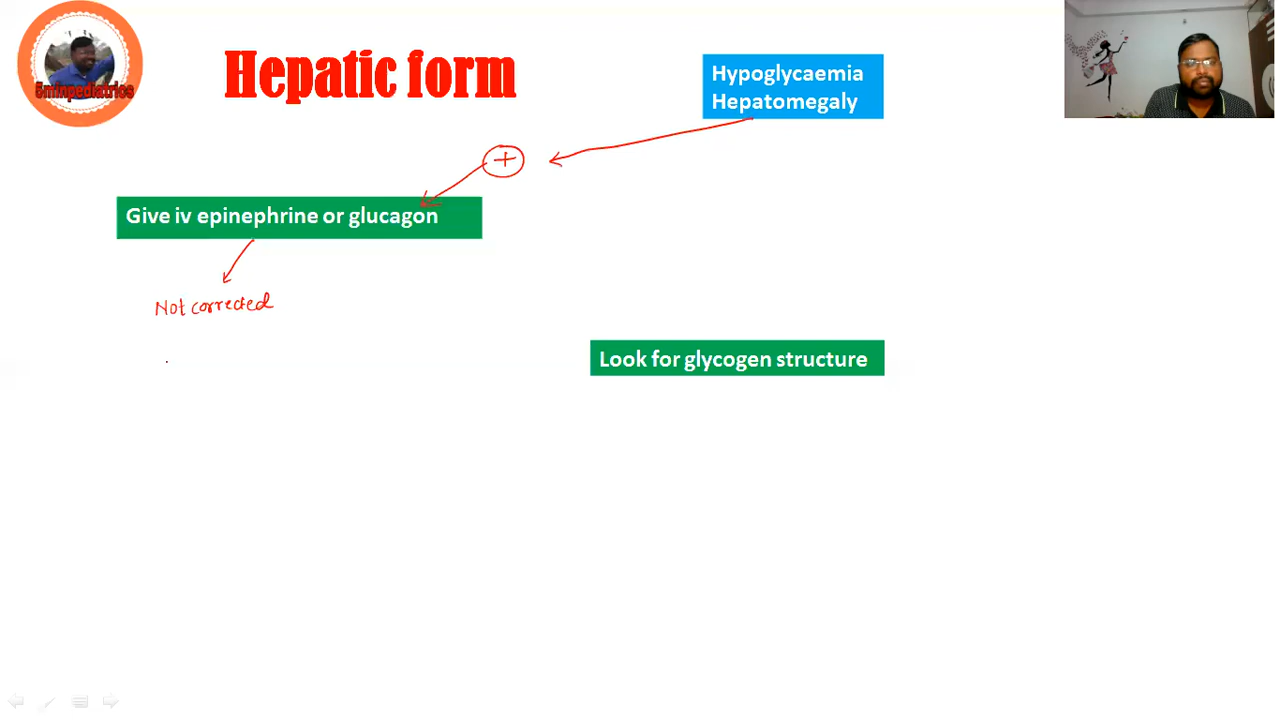 5minpediatrics
Hepatic form
Hypoglycaemia
Hepatomegaly
+
Give iv epinephrine or glucagon
Not corrected
Look for glycogen structure